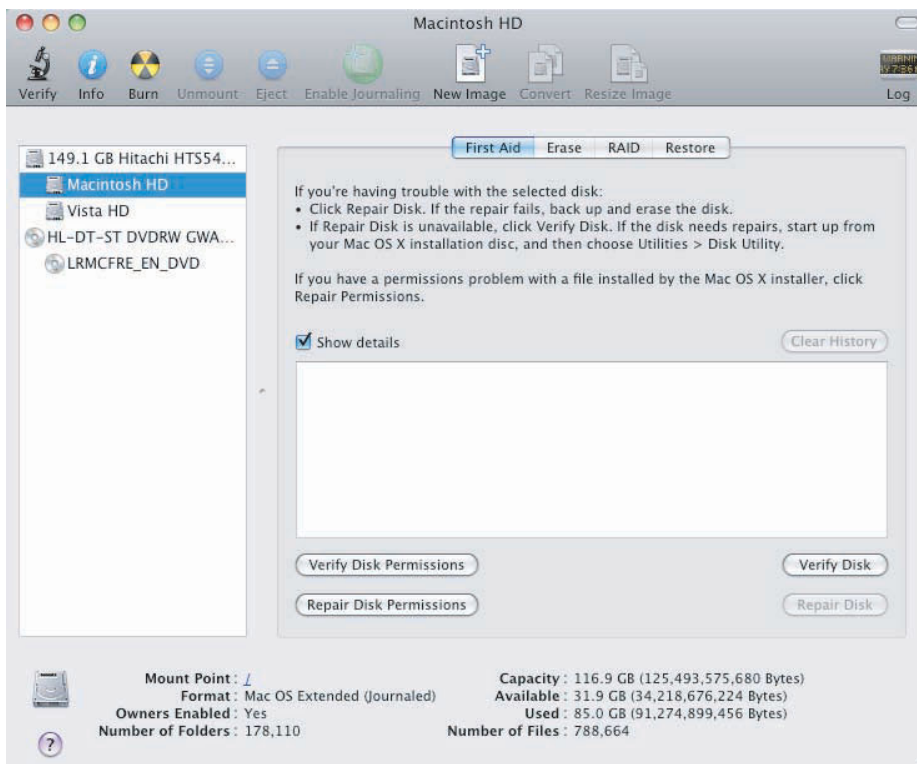 Macintosh HD
Verify Info Burn Unmount Eject Enable Journaling New Image Convert Resize Image Log
149.1 GB Hitachi HTS54...
Macintosh HD
Vista HD
HL-DT-ST DVDRW GWA...
LRMCFRE_EN_DVD
First Aid Erase RAID Restore
If you're having trouble with the selected disk:
• Click Repair Disk. If the repair fails, back up and erase the disk.
• If Repair Disk is unavailable, click Verify Disk. If the disk needs repairs, start up from
your Mac OS X installation disc, and then choose Utilities > Disk Utility.
If you have a permissions problem with a file installed by the Mac OS X installer, click
Repair Permissions.
Show details
Clear History
Verify Disk Permissions
Verify Disk
Repair Disk Permissions
Repair Disk
Mount Point : /
Format : Mac OS Extended (Journaled)
Owners Enabled : Yes
Number of Folders : 178,110
Capacity : 116.9 GB (125,493,575,680 Bytes)
Available : 31.9 GB (34,218,676,224 Bytes)
Used : 85.0 GB (91,274,899,456 Bytes)
Number of Files : 788,664
?